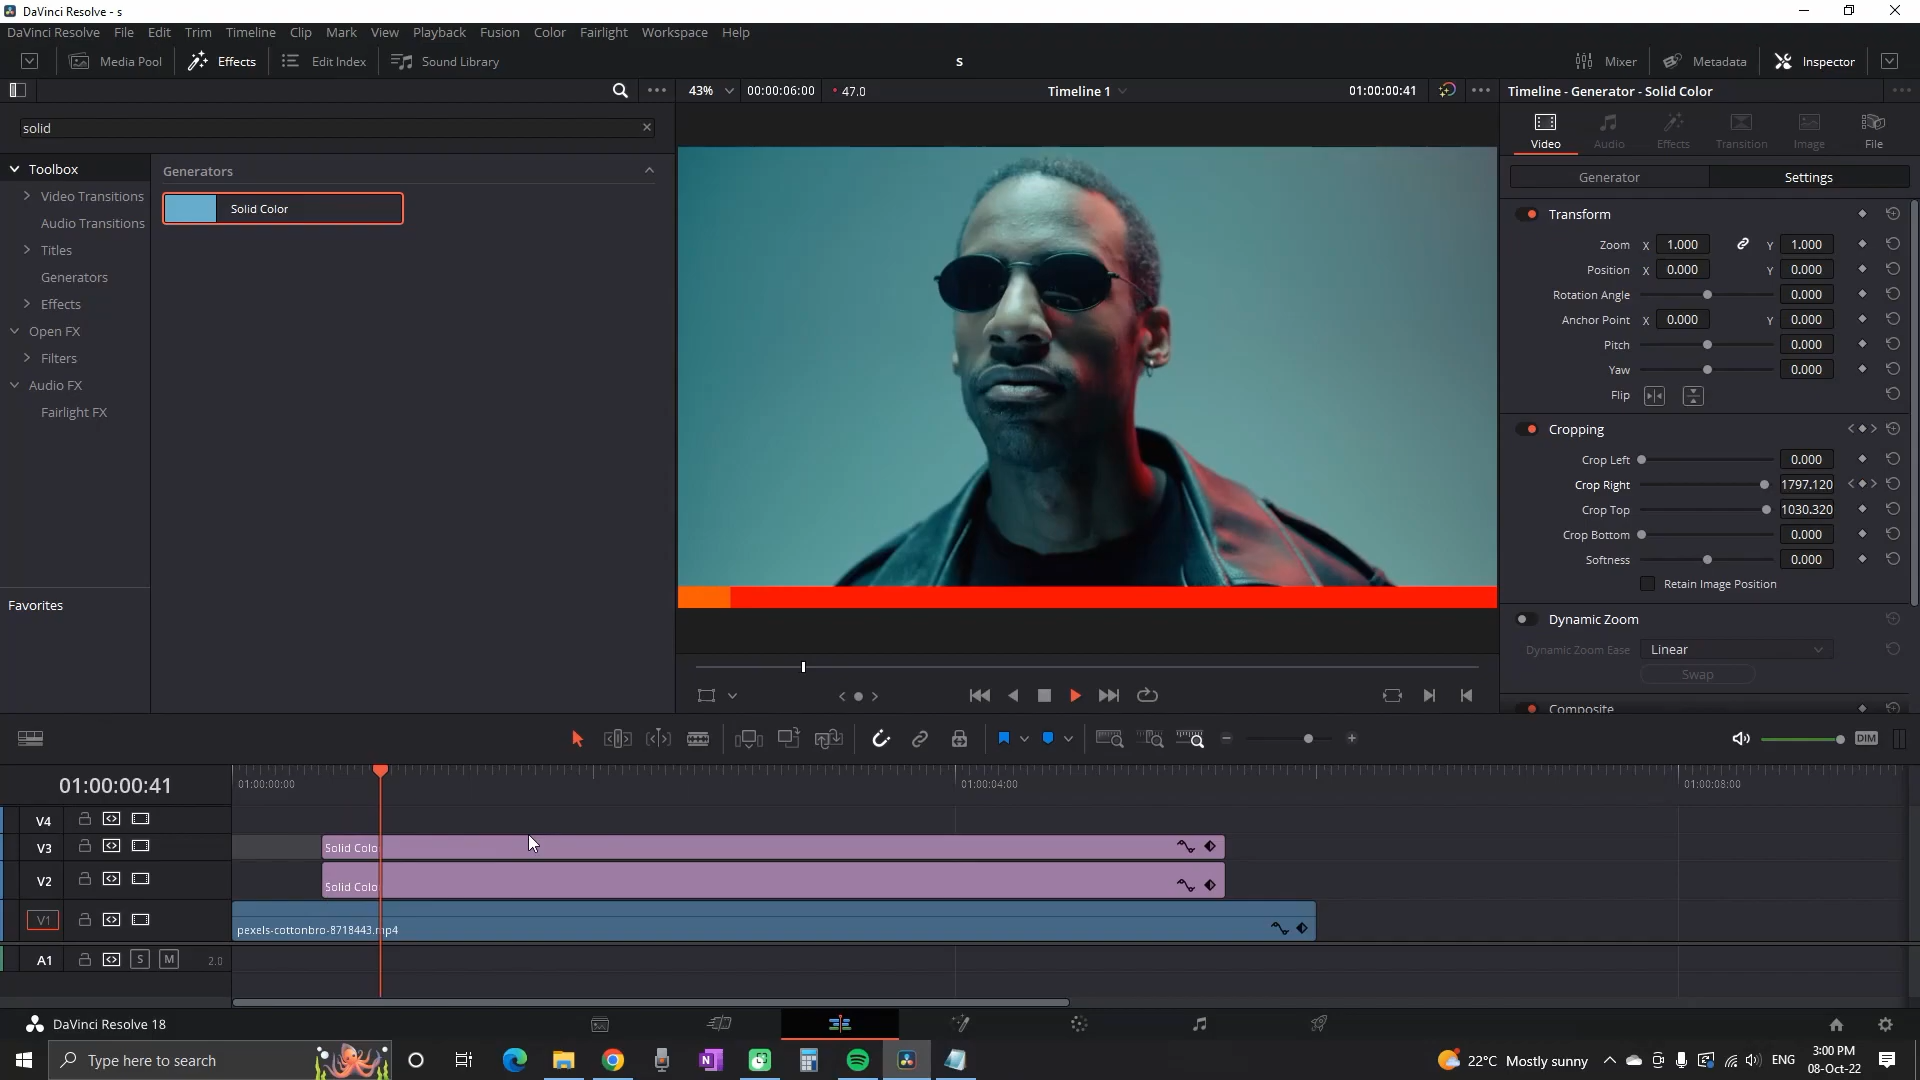 DaVinci Resolve - s
DaVinci Resolve File Edit Trim Timeline Clip Mark View Playback Fusion Color Fairlight Workspace Help
Media Pool Effects Edit Index Sound Library s Mixer Metadata Inspector
43% 00:00:06:00 47.0 Timeline 1 01:00:00:41 Timeline - Generator - Solid Color
solid
Video Audio Effects Transition Image File
Toolbox
Video Transitions
Audio Transitions
Titles
Generators
Effects
Open FX
Filters
Audio FX
Fairlight FX
Favorites
Generators
Solid Color
Generator Settings
Transform
Zoom X 1.000 Y 1.000
Position X 0.000 Y 0.000
Rotation Angle 0.000
Anchor Point X 0.000 Y 0.000
Pitch 0.000
Yaw 0.000
Flip
Cropping
Crop Left 0.000
Crop Right 1797.120
Crop Top 1030.320
Crop Bottom 0.000
Softness 0.000
Retain Image Position
Dynamic Zoom
Dynamic Zoom Ease Linear
Swap
Composite
DIM
01:00:00:41 01:00:00:00 01:00:04:00 01:00:08:00
V4
V3 Solid Colo
V2 Solid Colo
V1 pexels-cottonbro-8718443.mp4
A1 S M 2.0
DaVinci Resolve 18
Type here to search 22°C Mostly sunny ENG 3:00 PM
08-Oct-22